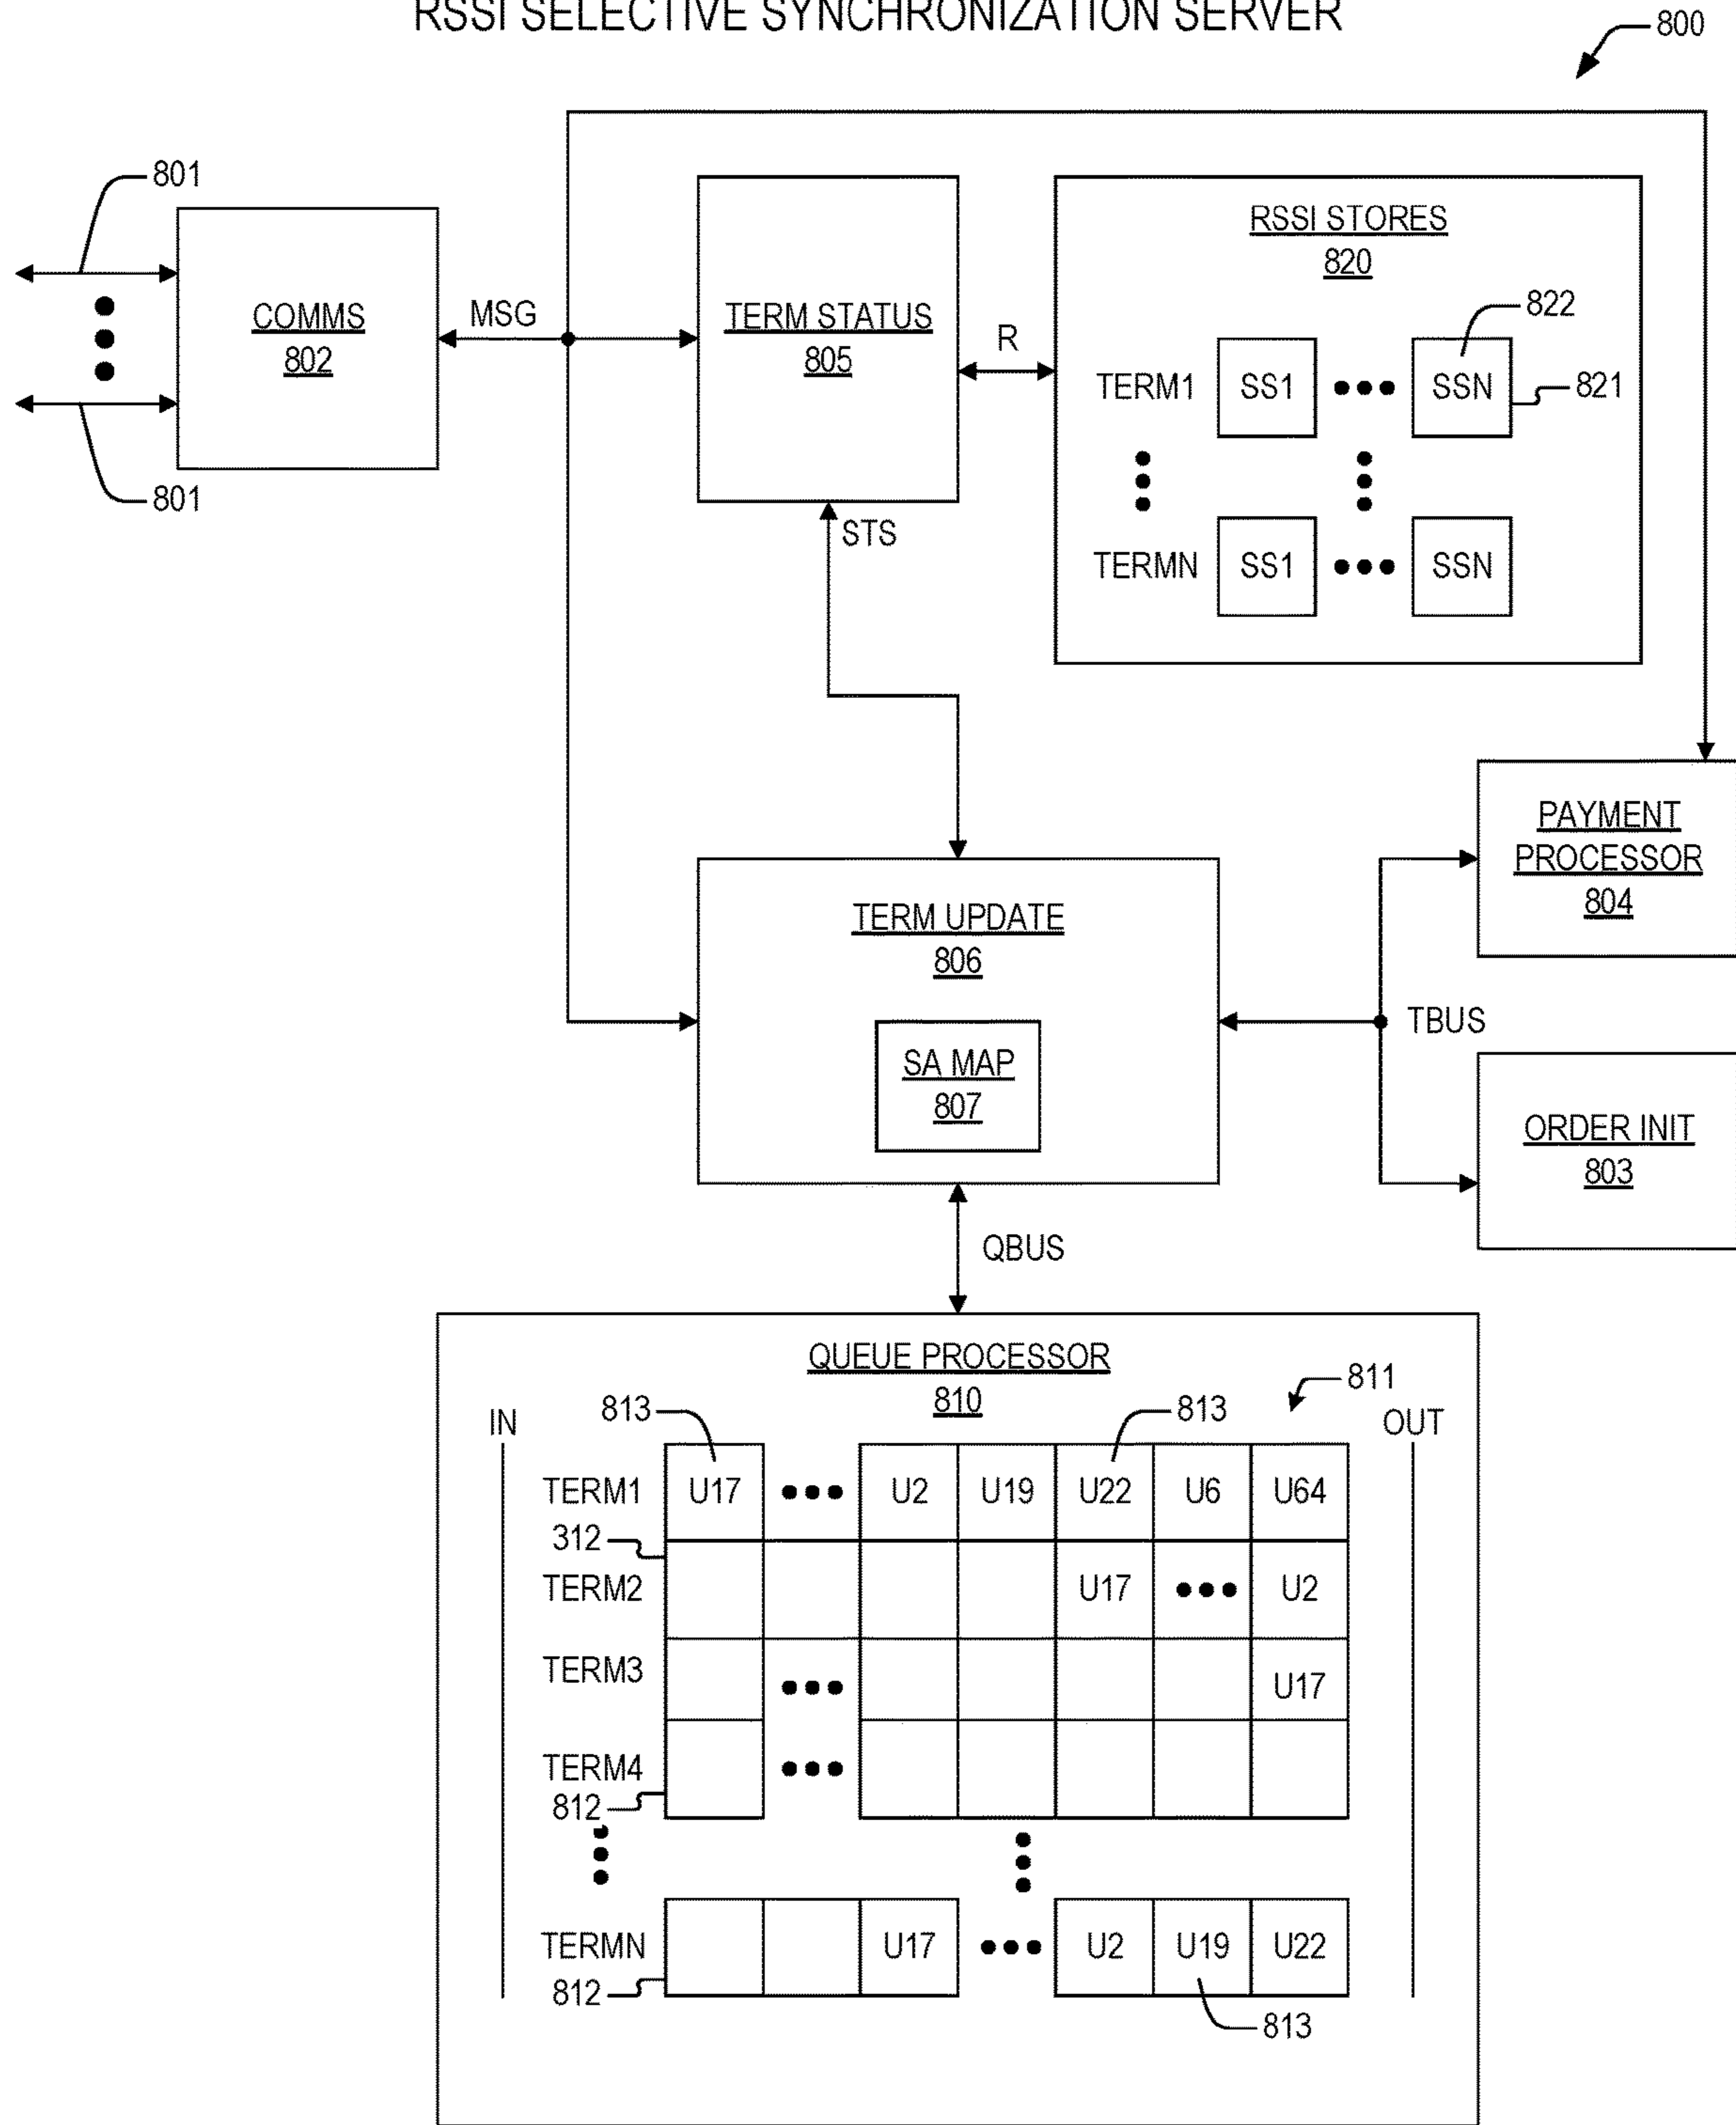 RSSI SELECTIVE SYNCHRONIZATION SERVER
800
801
801
COMMS
802
MSG
TERM STATUS
805
R
RSSI STORES
820
822
TERM1 SS1 ••• SSN
821
TERMN SS1 ••• SSN
STS
PAYMENT
PROCESSOR
804
TERM UPDATE
806
SA MAP
807
TBUS
ORDER INIT
803
QBUS
QUEUE PROCESSOR
810
811
813
813
IN
OUT
TERM1 U17 ••• U2 U19 U22 U6 U64
312
TERM2 U17 ••• U2
TERM3 ••• U17
TERM4 •••
812
TERMN U17 ••• U2 U19 U22
812
813